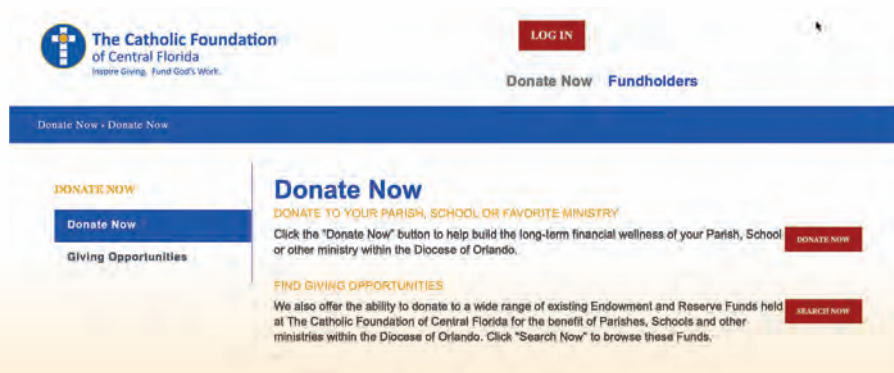 The Catholic Foundation
of Central Florida
Inspire Giving. Fund God's Work.
LOG IN
Donate Now Fundholders
Donate Now › Donate Now
DONATE NOW
Donate Now
Giving Opportunities
Donate Now
DONATE TO YOUR PARISH, SCHOOL OR FAVORITE MINISTRY
Click the "Donate Now" button to help build the long-term financial wellness of your Parish, School
or other ministry within the Diocese of Orlando.
DONATE NOW
FIND GIVING OPPORTUNITIES
We also offer the ability to donate to a wide range of existing Endowment and Reserve Funds held
at The Catholic Foundation of Central Florida for the benefit of Parishes, Schools and other
ministries within the Diocese of Orlando. Click "Search Now" to browse these Funds.
SEARCH NOW